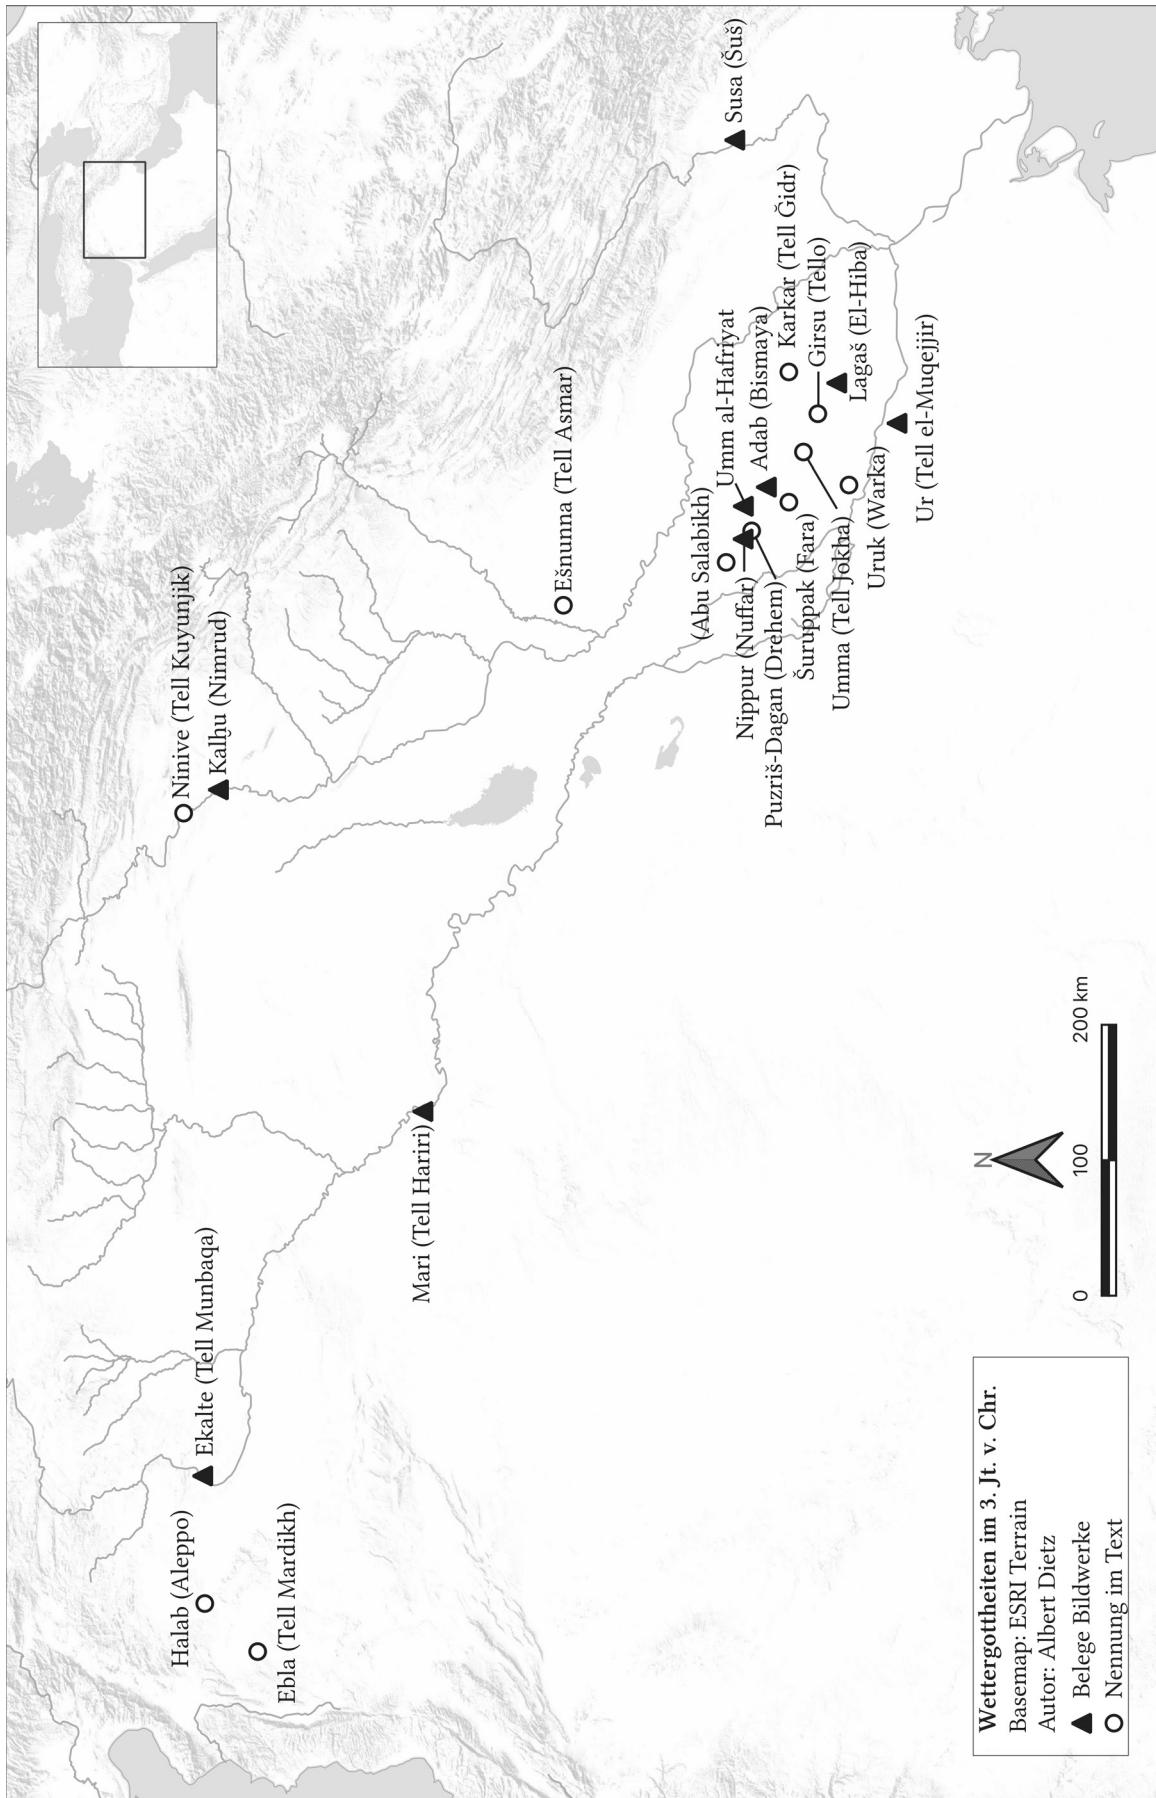 Halab (Aleppo)
Ekalte (Tell Munbaqa)
Ebla (Tell Mardikh)
Mari (Tell Hariri)
Ninive (Tell Kuyunjik)
Kalḫu (Nimrud)
Ešnunna (Tell Asmar)
Susa (Šuš)
(Abu Salabikh)
Umm al-Hafriyat
Nippur (Nuffar)
Adab (Bismaya)
Puzriš-Dagan (Drehem)
Karkar (Tell Ğidr)
Šuruppak (Fara)
Girsu (Tello)
Umma (Tell Jokha)
Lagaš (El-Hiba)
Uruk (Warka)
Ur (Tell el-Muqejjir)
Wettergottheiten im 3. Jt. v. Chr.
Basemap: ESRI Terrain
Autor: Albert Dietz
Belege Bildwerke
Nennung im Text
N
0 100 200 km